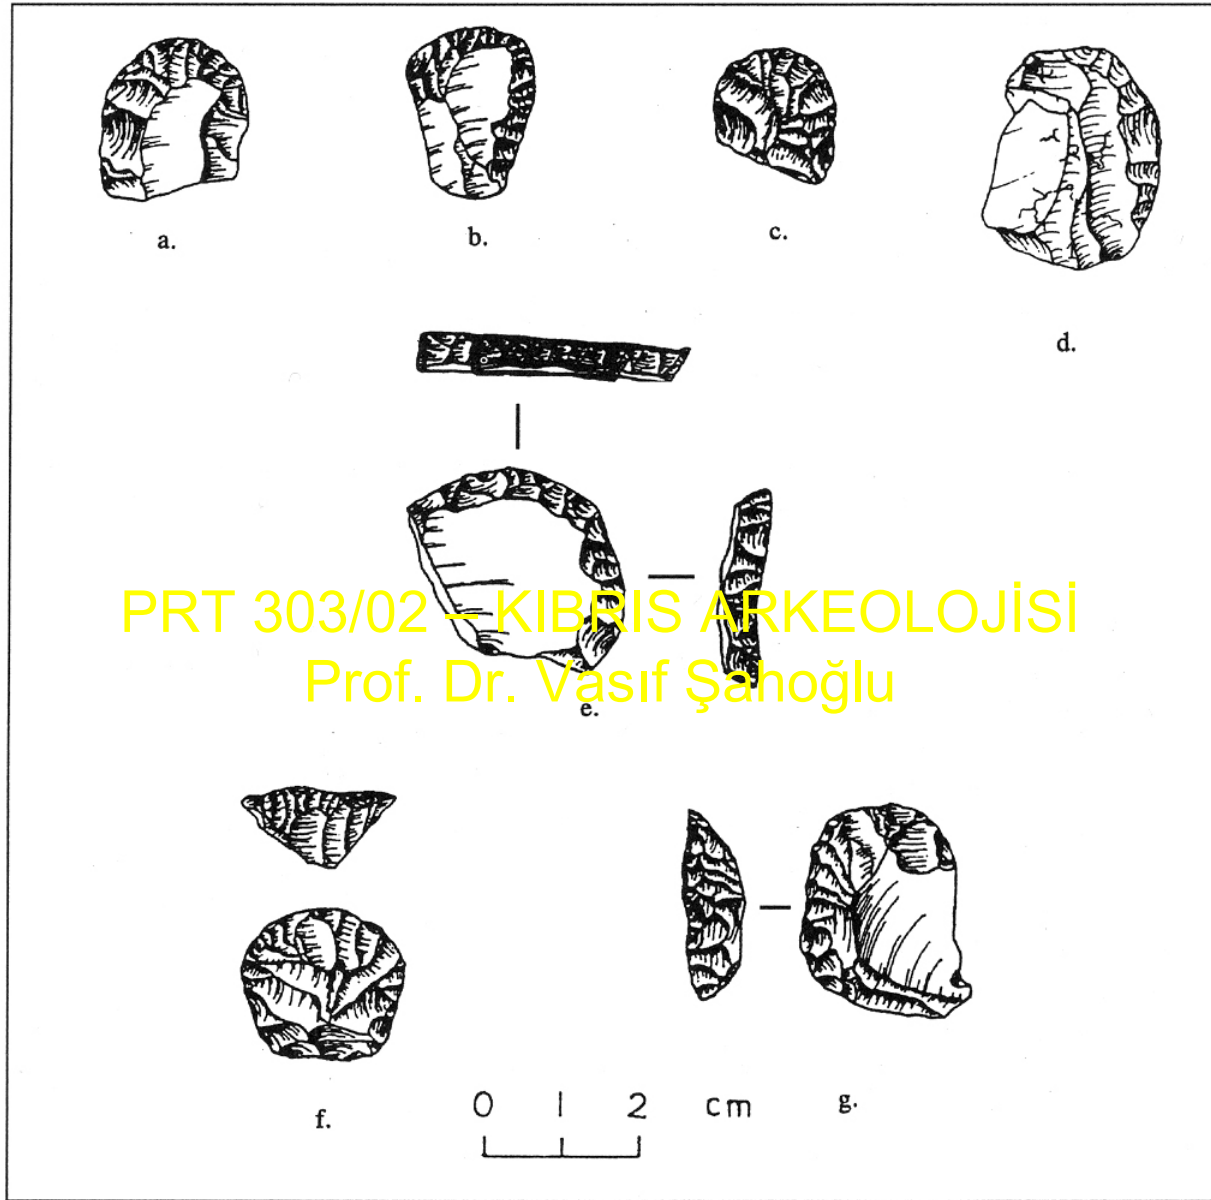 a.
b.
c.
d.
PRT 303/02 – KIBRIS ARKEOLOJİSİ
Prof. Dr. Vasıf Şahoğlu
e.
f.
0 1 2 cm
g.